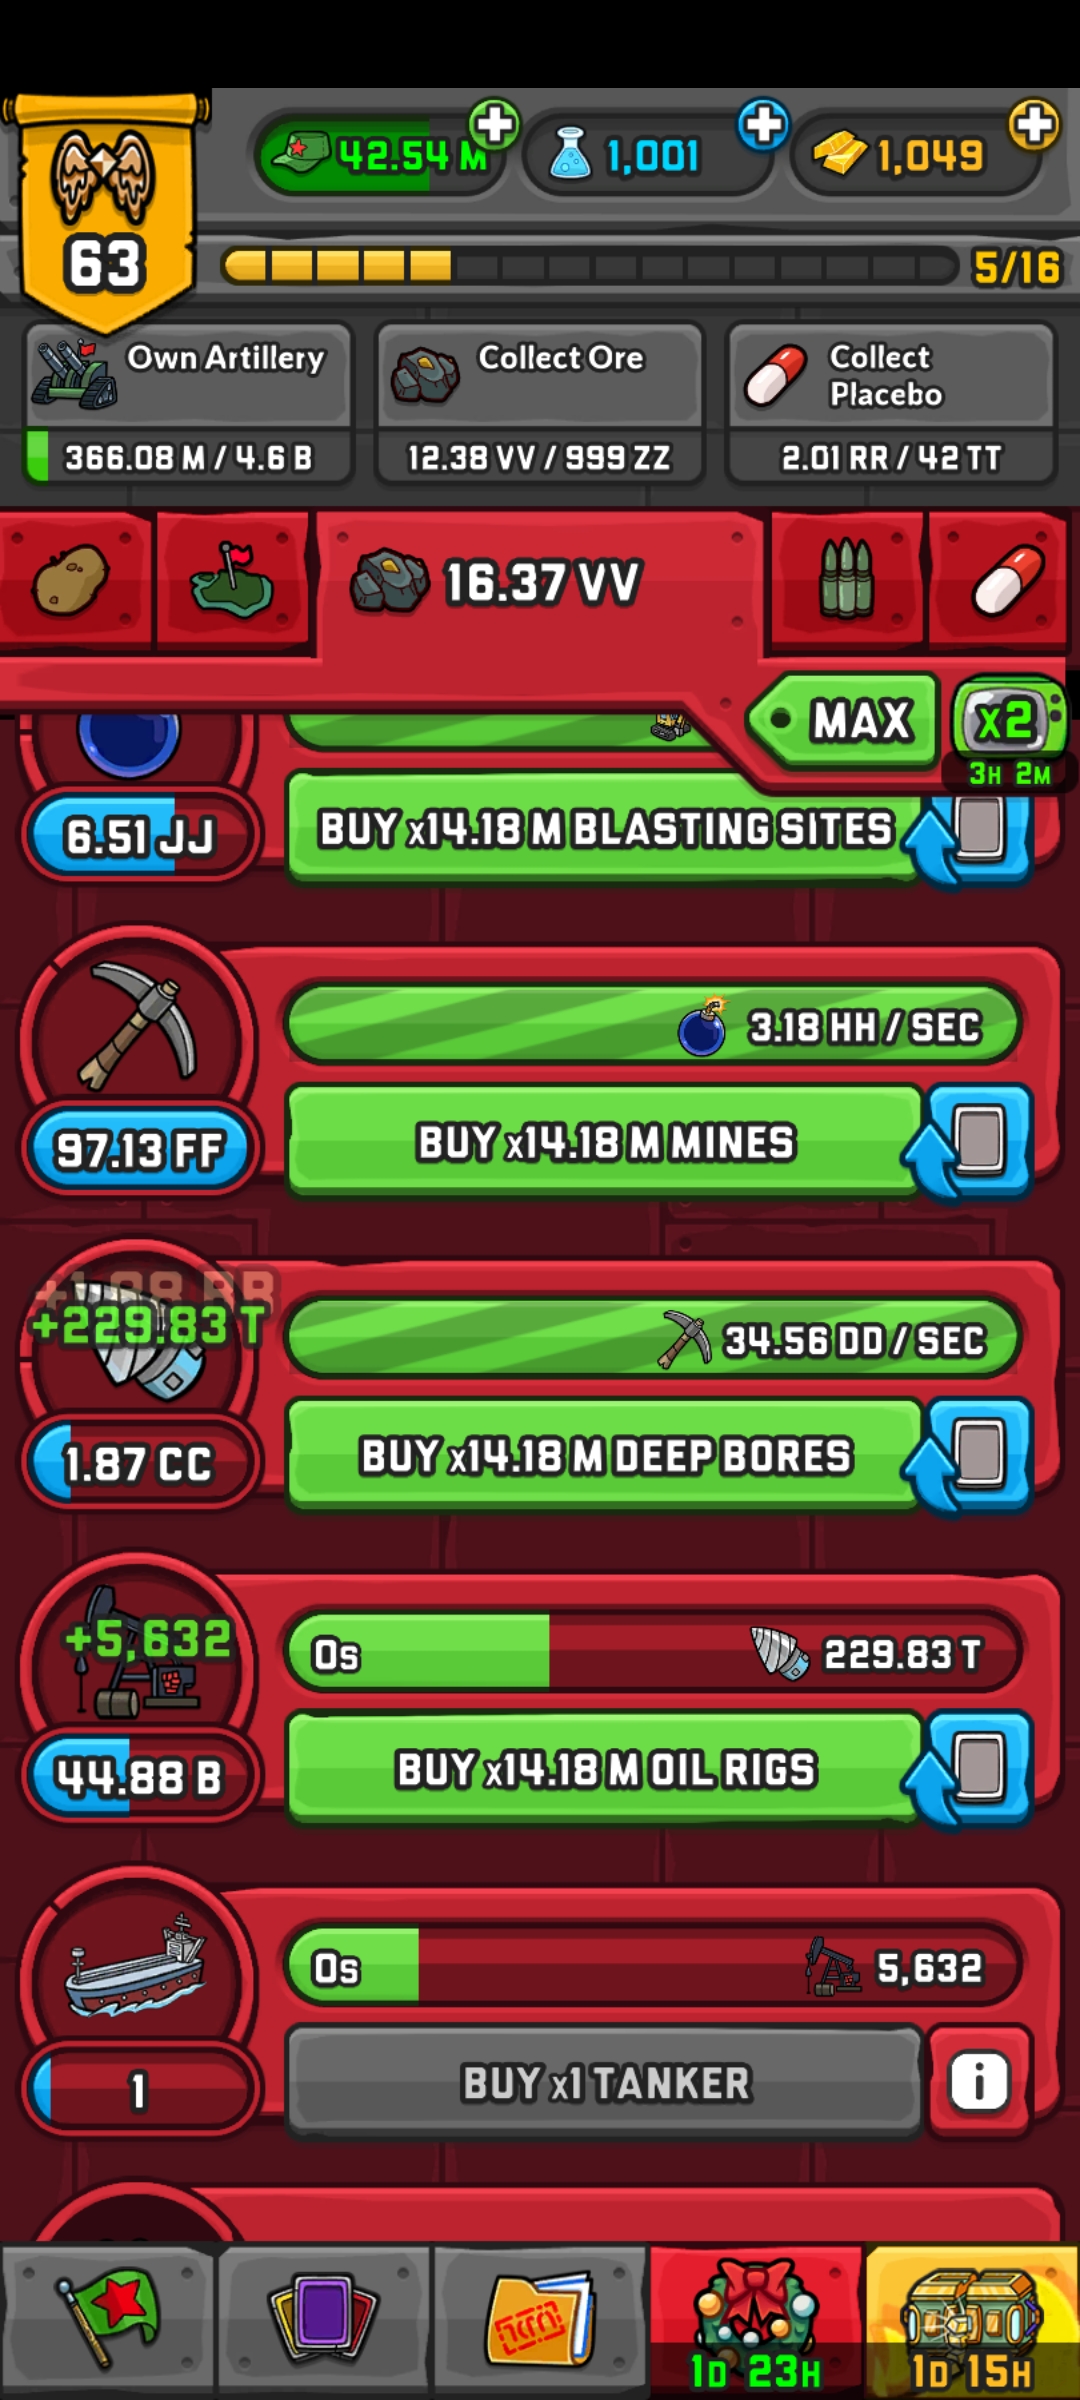 42.54 M
1,001
1,049
63
5/16
Own Artillery
366.08 M / 4.6 B
Collect Ore
12.38 VV / 999 ZZ
Collect
Placebo
2.01 RR / 42 TT
16.37 VV
MAX
x2
3H 2M
6.51 JJ
BUY x14.18 M BLASTING SITES
3.18 HH / SEC
97.13 FF
BUY x14.18 M MINES
+229.83 T
34.56 DD / SEC
1.87 CC
BUY x14.18 M DEEP BORES
+5,632
0s
229.83 T
44.88 B
BUY x14.18 M OIL RIGS
0s
5,632
1
BUY x1 TANKER
i
1D 23H
1D 15H